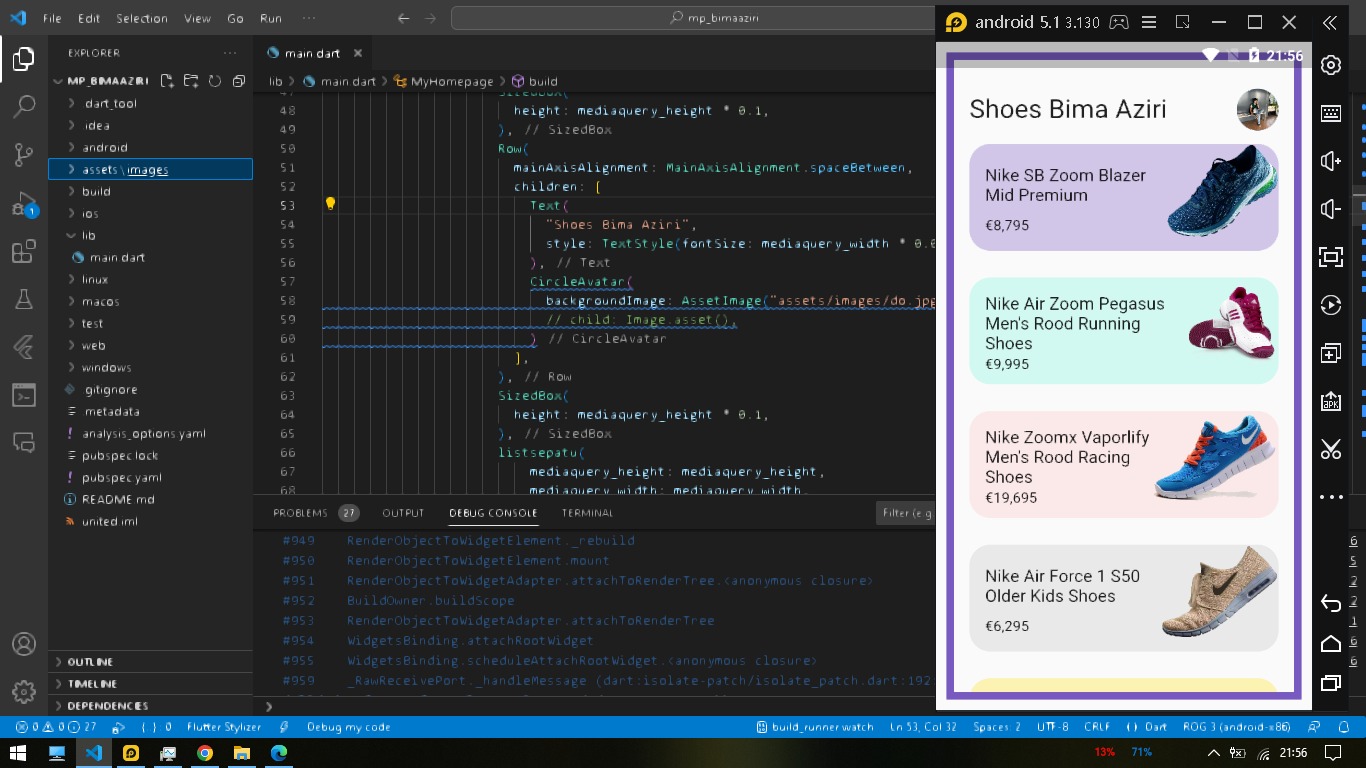 File Edit Selection View Go Run ··· mp_bimaaziri
android 5.1 3.130
EXPLORER
MP_BIMAAZIRI
.dart_tool
.idea
android
assets \ images
build
ios
lib
main.dart
linux
macos
test
web
windows
.gitignore
.metadata
analysis_options.yaml
pubspec.lock
pubspec.yaml
README.md
united.iml
OUTLINE
TIMELINE
DEPENDENCIES
main.dart
lib > main.dart > MyHomepage > build
47 SizedBox(
48 height: mediaquery_height * 0.1,
49 ), // SizedBox
50 Row(
51 mainAxisAlignment: MainAxisAlignment.spaceBetween,
52 children: [
53 Text(
54 "Shoes Bima Aziri",
55 style: TextStyle(fontSize: mediaquery_width * 0.0
56 ), // Text
57 CircleAvatar(
58 backgroundImage: AssetImage("assets/images/do.jpg
59 // child: Image.asset(),
60 ) // CircleAvatar
61 ],
62 ), // Row
63 SizedBox(
64 height: mediaquery_height * 0.1,
65 ), // SizedBox
66 listsepatu(
67 mediaquery_height: mediaquery_height,
68 mediaquery_width: mediaquery_width,
PROBLEMS 27 OUTPUT DEBUG CONSOLE TERMINAL Filter (e.g.
#949 RenderObjectToWidgetElement._rebuild
#950 RenderObjectToWidgetElement.mount
#951 RenderObjectToWidgetAdapter.attachToRenderTree.<anonymous closure>
#952 BuildOwner.buildScope
#953 RenderObjectToWidgetAdapter.attachToRenderTree
#954 WidgetsBinding.attachRootWidget
#955 WidgetsBinding.scheduleAttachRootWidget.<anonymous closure>
#959 _RawReceivePort._handleMessage (dart:isolate-patch/isolate_patch.dart:192
21:56
Shoes Bima Aziri
Nike SB Zoom Blazer
Mid Premium
€8,795
Nike Air Zoom Pegasus
Men's Rood Running
Shoes
€9,995
Nike Zoomx Vaporlify
Men's Rood Racing
Shoes
€19,695
Nike Air Force 1 S50
Older Kids Shoes
€6,295
APK
1
0 0 27 { } 0 Flutter Stylizer Debug my code build_runner watch Ln 53, Col 32 Spaces: 2 UTF-8 CRLF Dart ROG 3 (android-x86)
13% 71% 21:56